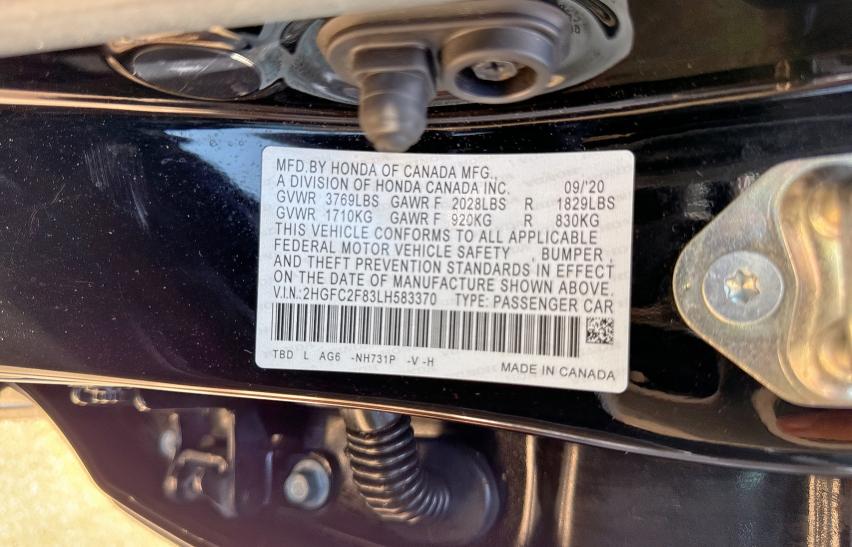 MFD.BY HONDA OF CANADA MFG.,
A DIVISION OF HONDA CANADA INC. 09/'20
GVWR 3769LBS GAWR F 2028LBS R 1829LBS
GVWR 1710KG GAWR F 920KG R 830KG
THIS VEHICLE CONFORMS TO ALL APPLICABLE
FEDERAL MOTOR VEHICLE SAFETY , BUMPER ,
AND THEFT PREVENTION STANDARDS IN EFFECT
ON THE DATE OF MANUFACTURE SHOWN ABOVE.
V.I.N.:2HGFC2F83LH583370 TYPE: PASSENGER CAR
TBD L AG6 -NH731P -V -H
MADE IN CANADA